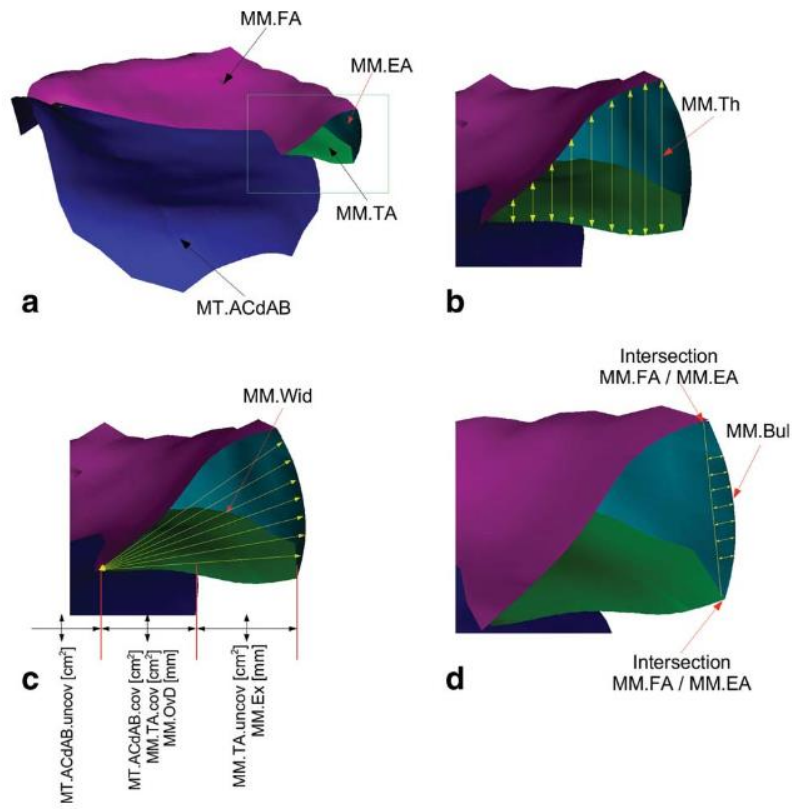 MM.FA
MM.EA
MM.TA
MT.ACdAB
a
MM.Th
b
MM.Wid
MT.ACdAB.uncov [cm²]
MT.ACdAB.cov [cm²]
MM.TA.cov [cm²]
MM.OvD [mm]
MM.TA.uncov [cm²]
MM.Ex [mm]
c
Intersection
MM.FA / MM.EA
MM.Bul
Intersection
MM.FA / MM.EA
d